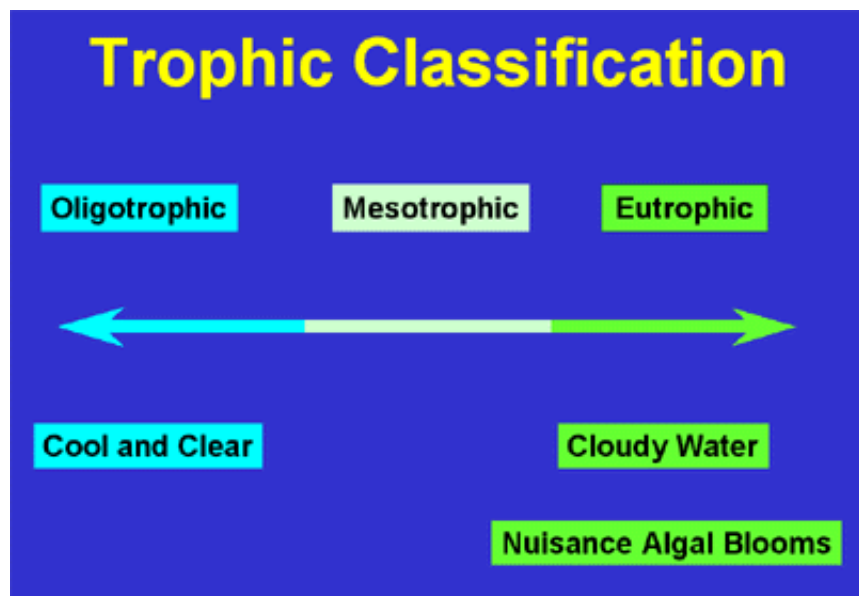 Trophic Classification
Oligotrophic
Mesotrophic
Eutrophic
Cool and Clear
Cloudy Water
Nuisance Algal Blooms